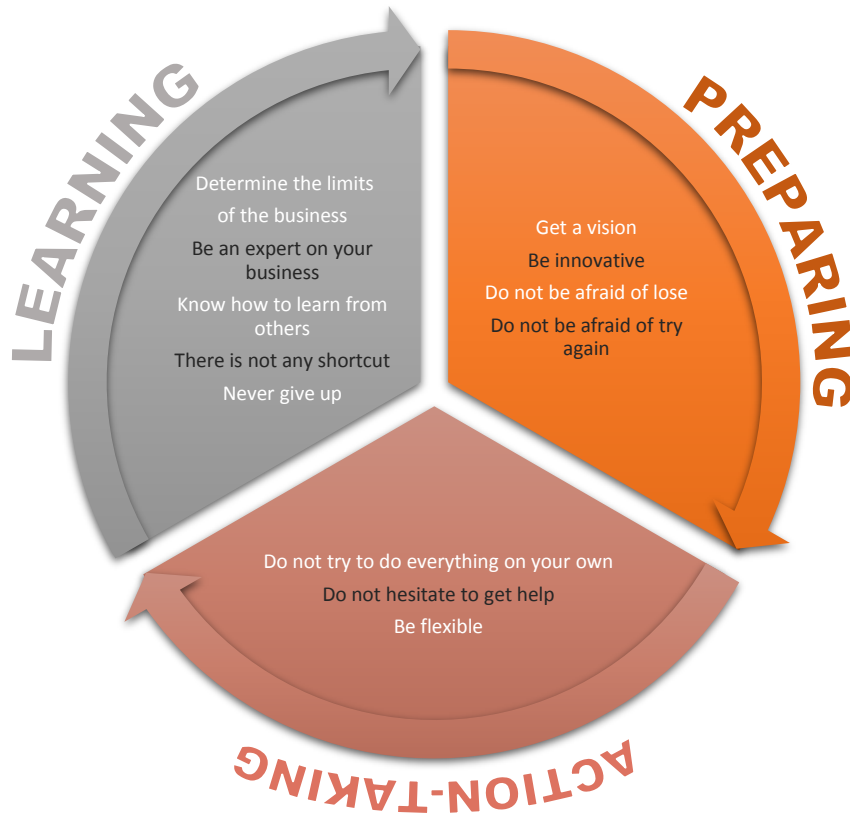 LEARNING
Determine the limits
of the business
Be an expert on your
business
Know how to learn from
others
There is not any shortcut
Never give up
PREPARING
Get a vision
Be innovative
Do not be afraid of lose
Do not be afraid of try
again
Do not try to do everything on your own
Do not hesitate to get help
Be flexible
ACTION-TAKING